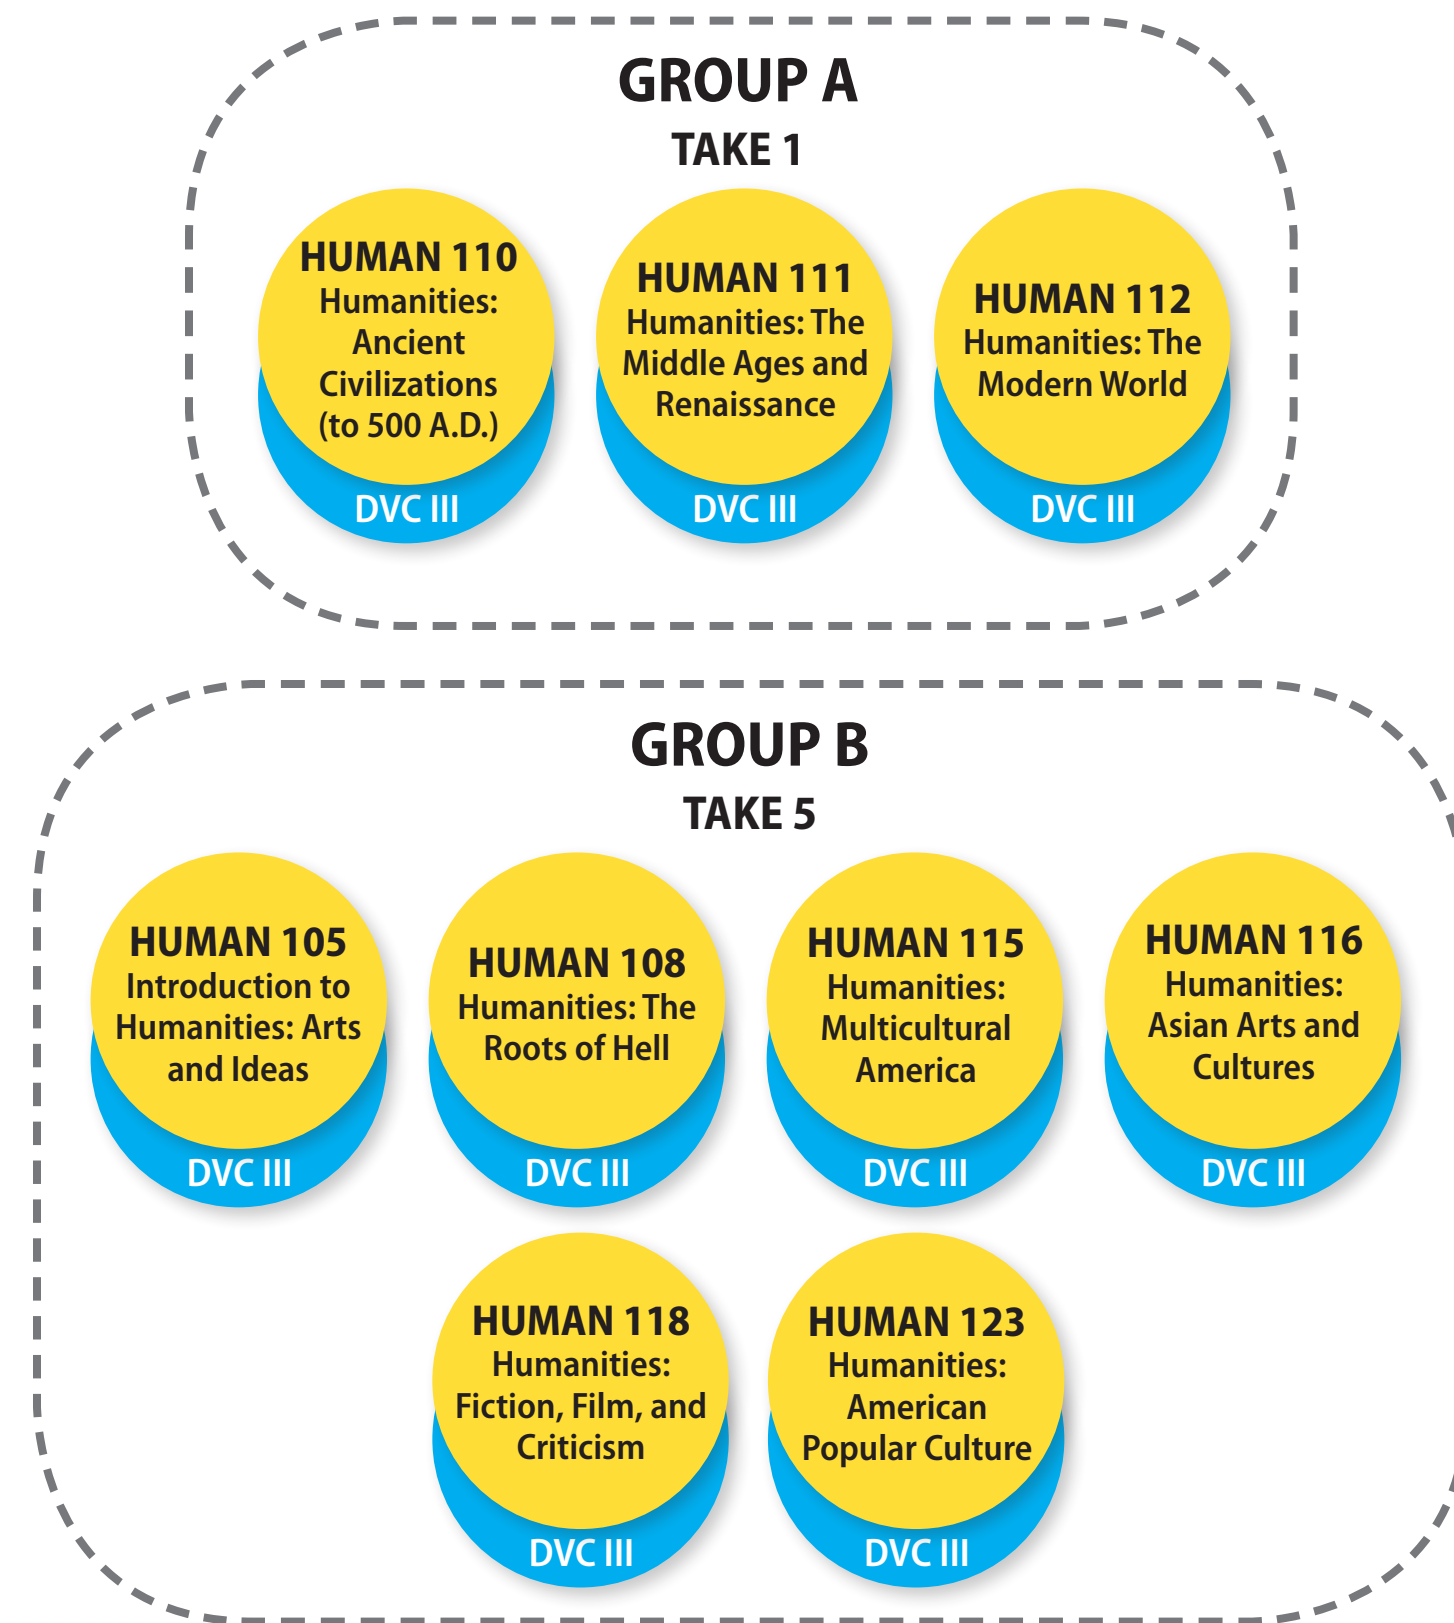 GROUP A
TAKE 1
HUMAN 110
Humanities:
Ancient
Civilizations
(to 500 A.D.)
DVC III
HUMAN 111
Humanities: The
Middle Ages and
Renaissance
DVC III
HUMAN 112
Humanities: The
Modern World
DVC III
GROUP B
TAKE 5
HUMAN 105
Introduction to
Humanities: Arts
and Ideas
DVC III
HUMAN 108
Humanities: The
Roots of Hell
DVC III
HUMAN 115
Humanities:
Multicultural
America
DVC III
HUMAN 116
Humanities:
Asian Arts and
Cultures
DVC III
HUMAN 118
Humanities:
Fiction, Film, and
Criticism
DVC III
HUMAN 123
Humanities:
American
Popular Culture
DVC III